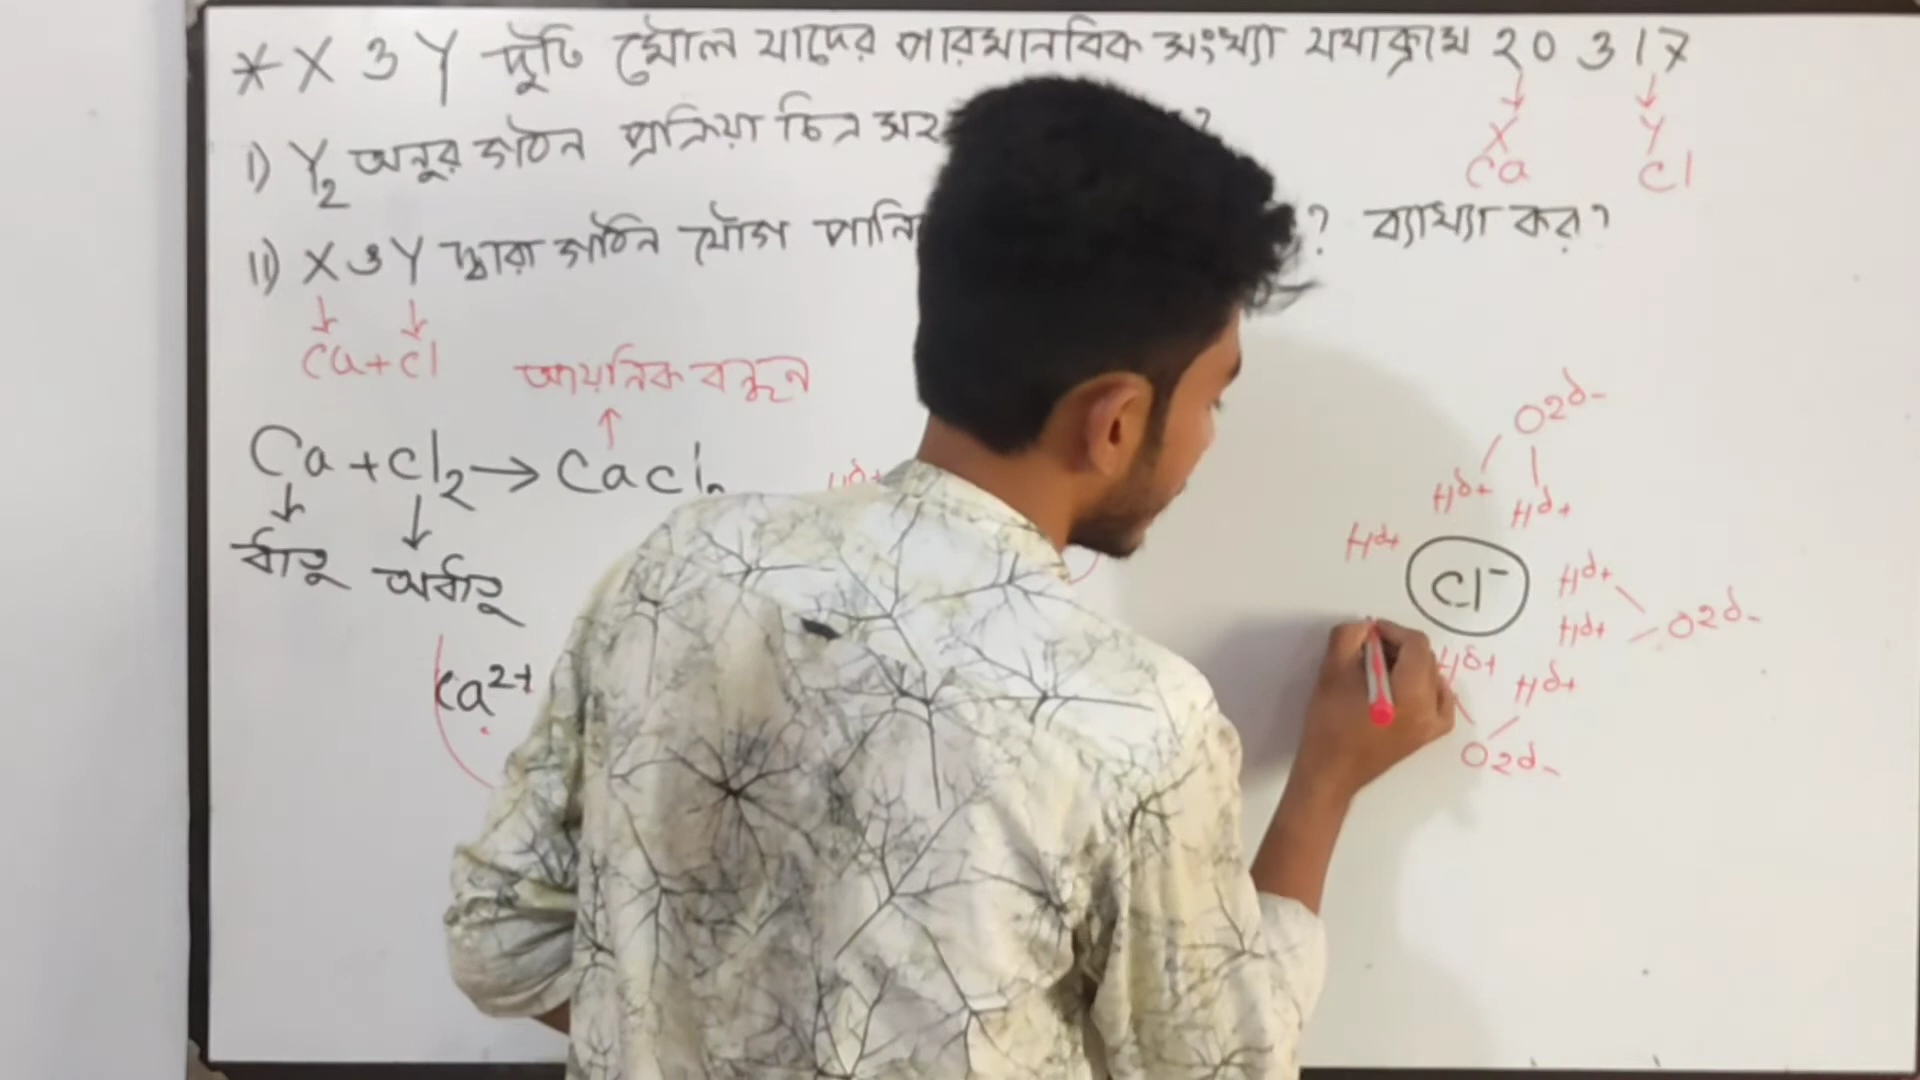 * X ও Y দুটি মৌল যাদের পারমানবিক সংখ্যা যথাক্রমে 20 ও 17
X Y
Ca Cl
i) Y2 অনুর গঠন প্রক্রিয়া চিত্র সহ ?
ii) X ও Y দ্বারা গঠিত যৌগ ? ব্যাখ্যা কর?
Ca + Cl
আয়নিক বন্ধন
Ca + Cl2 → CaCl2
ধাতু অধাতু
Ca2+
Hδ+
O2δ-
Hδ+ Hδ+
Hδ+ Cl- Hδ+
Hδ+ O2δ-
Hδ+ Hδ+
O2δ-